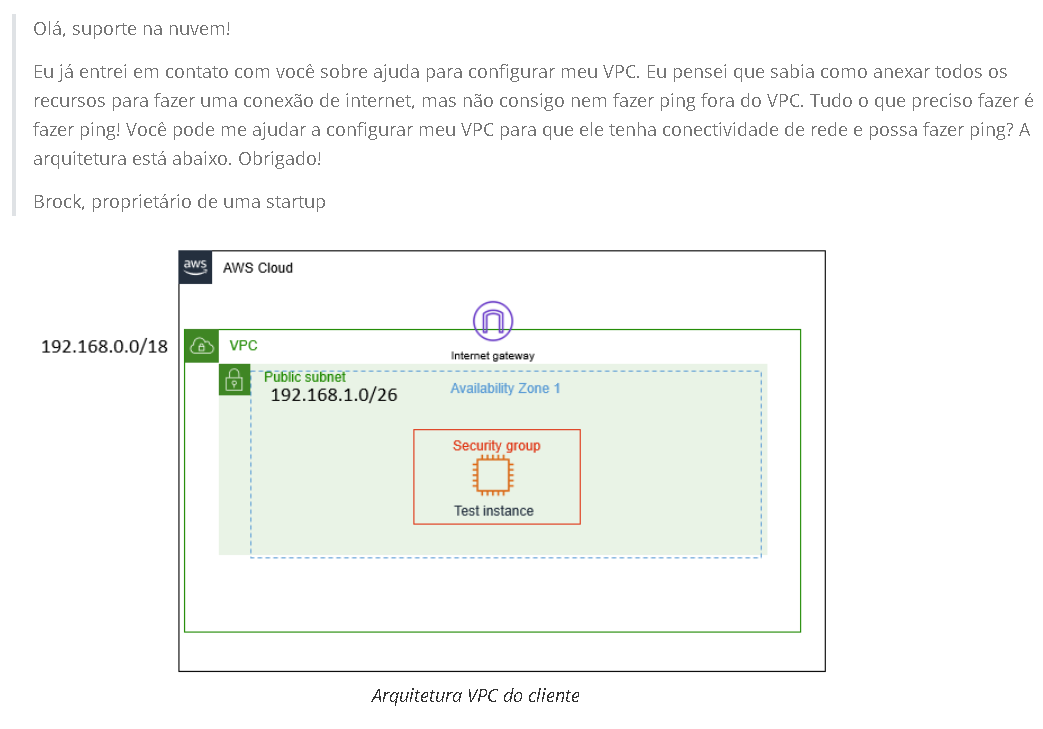 Olá, suporte na nuvem!
Eu já entrei em contato com você sobre ajuda para configurar meu VPC. Eu pensei que sabia como anexar todos os
recursos para fazer uma conexão de internet, mas não consigo nem fazer ping fora do VPC. Tudo o que preciso fazer é
fazer ping! Você pode me ajudar a configurar meu VPC para que ele tenha conectividade de rede e possa fazer ping? A
arquitetura está abaixo. Obrigado!
Brock, proprietário de uma startup
aws
AWS Cloud
192.168.0.0/18
VPC
Internet gateway
Public subnet
192.168.1.0/26
Availability Zone 1
Security group
Test instance
Arquitetura VPC do cliente